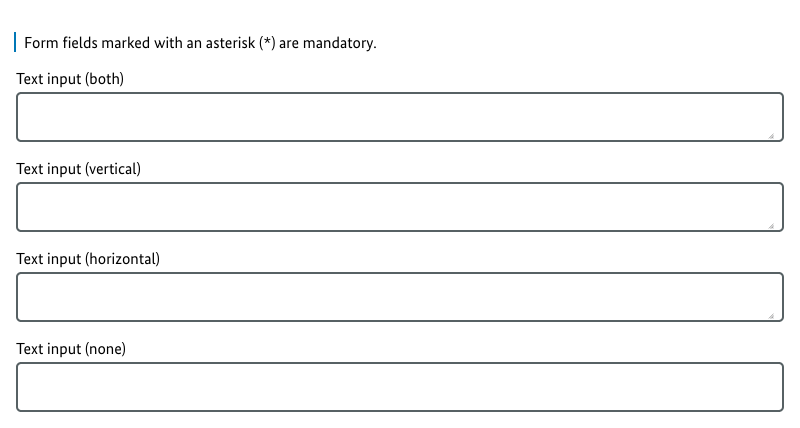 Form fields marked with an asterisk (*) are mandatory.
Text input (both)
Text input (vertical)
Text input (horizontal)
Text input (none)